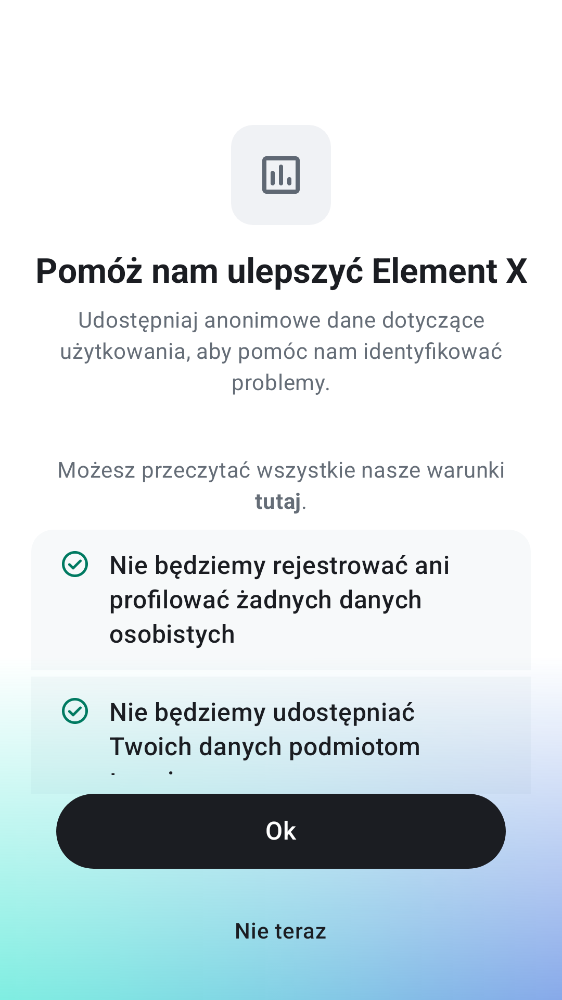 Pomóż nam ulepszyć Element X
Udostępniaj anonimowe dane dotyczące
użytkowania, aby pomóc nam identyfikować
problemy.
Możesz przeczytać wszystkie nasze warunki
tutaj.
Nie będziemy rejestrować ani
profilować żadnych danych
osobistych
Nie będziemy udostępniać
Twoich danych podmiotom
Ok
Nie teraz